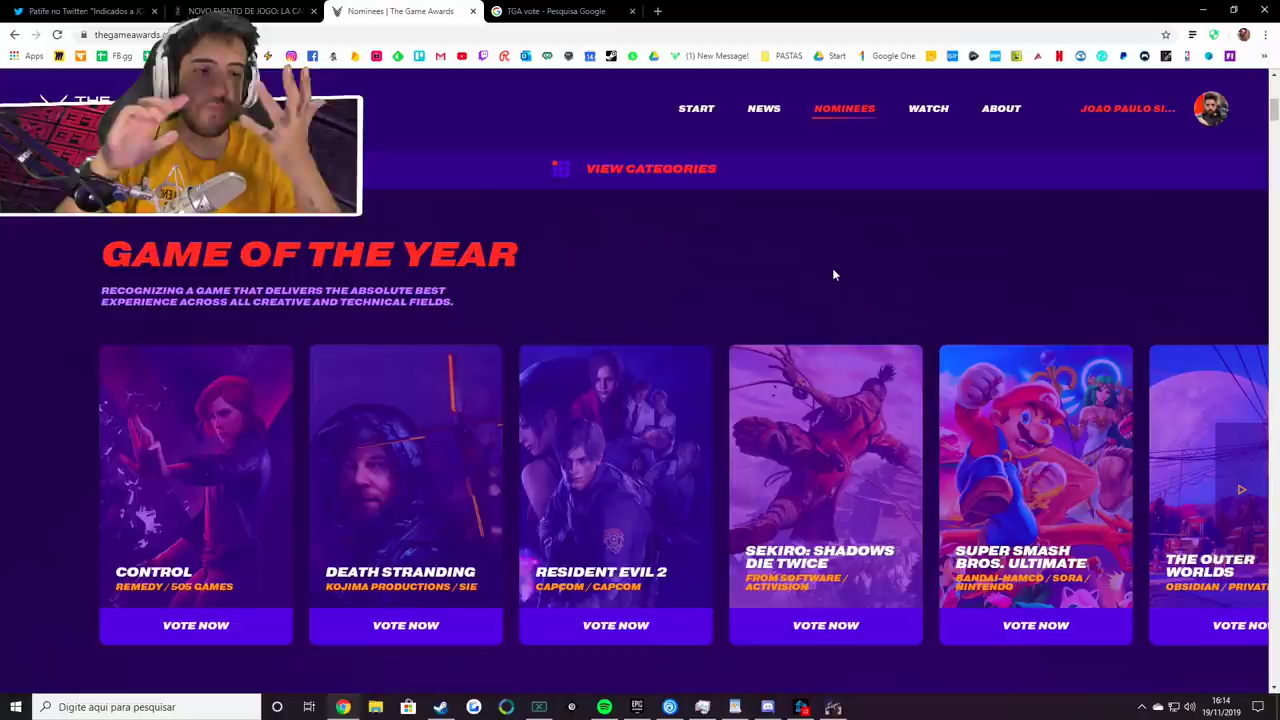 Patife no Twitter: "Indicados a JO
NOVO EVENTO DE JOGO: LA CA
Nominees | The Game Awards
TGA vote - Pesquisa Google
thegameawards.
Apps
FB.gg
(1) New Message!
PASTAS
Start
Google One
THE
START
NEWS
NOMINEES
WATCH
ABOUT
JOAO PAULO SI...
VIEW CATEGORIES
GAME OF THE YEAR
RECOGNIZING A GAME THAT DELIVERS THE ABSOLUTE BEST
EXPERIENCE ACROSS ALL CREATIVE AND TECHNICAL FIELDS.
CONTROL
REMEDY / 505 GAMES
VOTE NOW
DEATH STRANDING
KOJIMA PRODUCTIONS / SIE
VOTE NOW
RESIDENT EVIL 2
CAPCOM / CAPCOM
VOTE NOW
SEKIRO: SHADOWS
DIE TWICE
FROM SOFTWARE /
ACTIVISION
VOTE NOW
SUPER SMASH
BROS. ULTIMATE
BANDAI-NAMCO / SORA /
NINTENDO
VOTE NOW
THE OUTER
WORLDS
OBSIDIAN / PRIVAT
VOTE NO
Digite aqui para pesquisar
16:14
19/11/2019